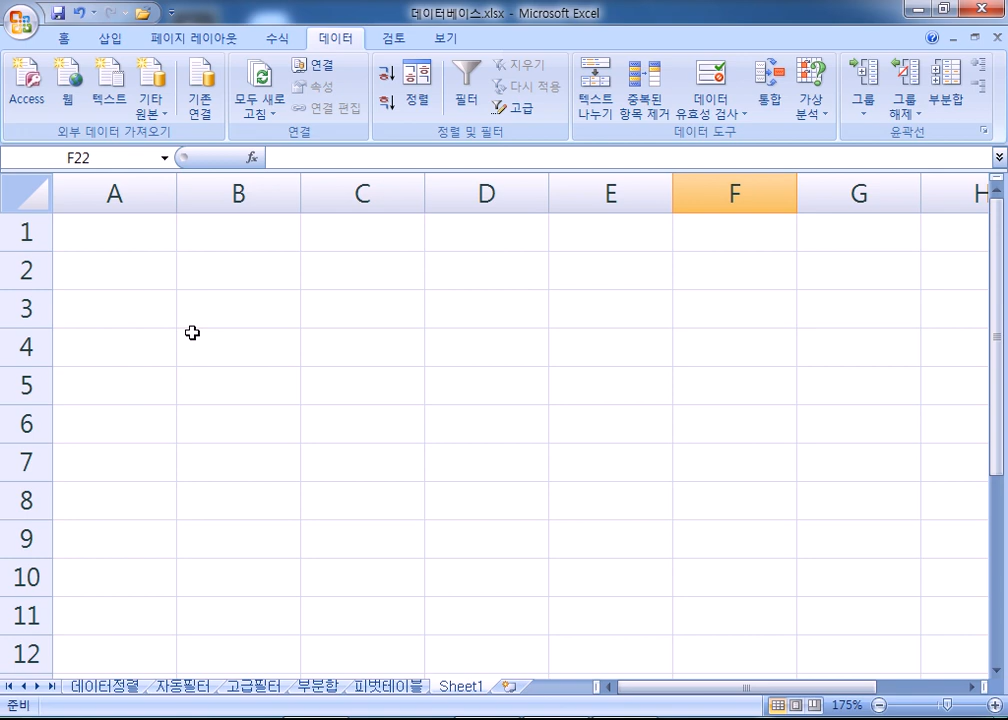 데이터베이스.xlsx - Microsoft Excel
홈 삽입 페이지 레이아웃 수식 데이터 검토 보기
Access 웹 텍스트 기타 원본 기존 연결
외부 데이터 가져오기
모두 새로 고침 연결 속성 연결 편집
연결
정렬 필터 지우기 다시 적용 고급
정렬 및 필터
텍스트 나누기 중복된 항목 제거 데이터 유효성 검사 통합 가상 분석
데이터 도구
그룹 그룹 해제 부분합
윤곽선
F22 fx
A B C D E F G H
1
2
3
4
5
6
7
8
9
10
11
12
데이터정렬 자동필터 고급필터 부분합 피벗테이블 Sheet1
준비 175%